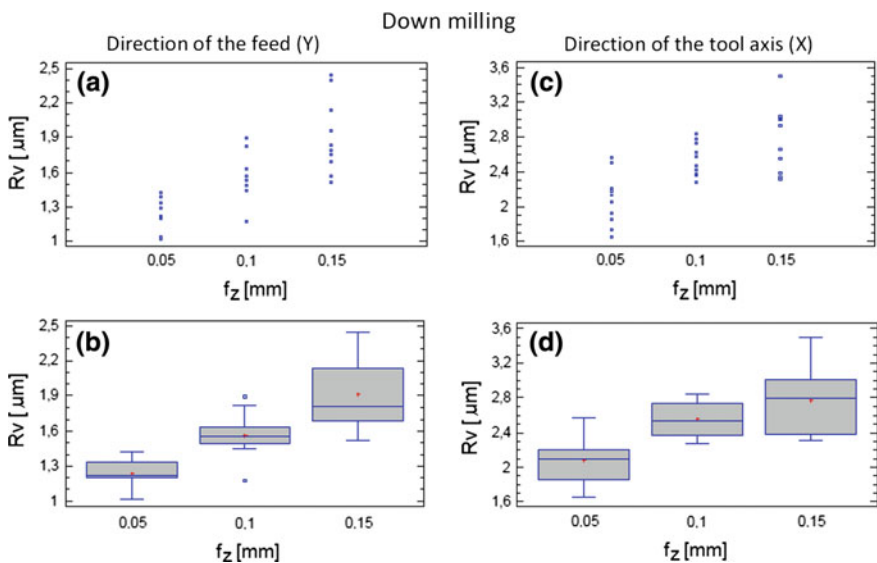 Down milling
Direction of the feed (Y)
Direction of the tool axis (X)
(a)
Rv [μm]
2,5
2,2
1,9
1,6
1,3
1
0.05
0.1
0.15
fz [mm]
(c)
Rv [μm]
3,6
3,2
2,8
2,4
2
1,6
0.05
0.1
0.15
fz [mm]
(b)
Rv [μm]
2,5
2,2
1,9
1,6
1,3
1
0.05
0.1
0.15
fz [mm]
(d)
Rv [μm]
3,6
3,2
2,8
2,4
2
1,6
0.05
0.1
0.15
fz [mm]